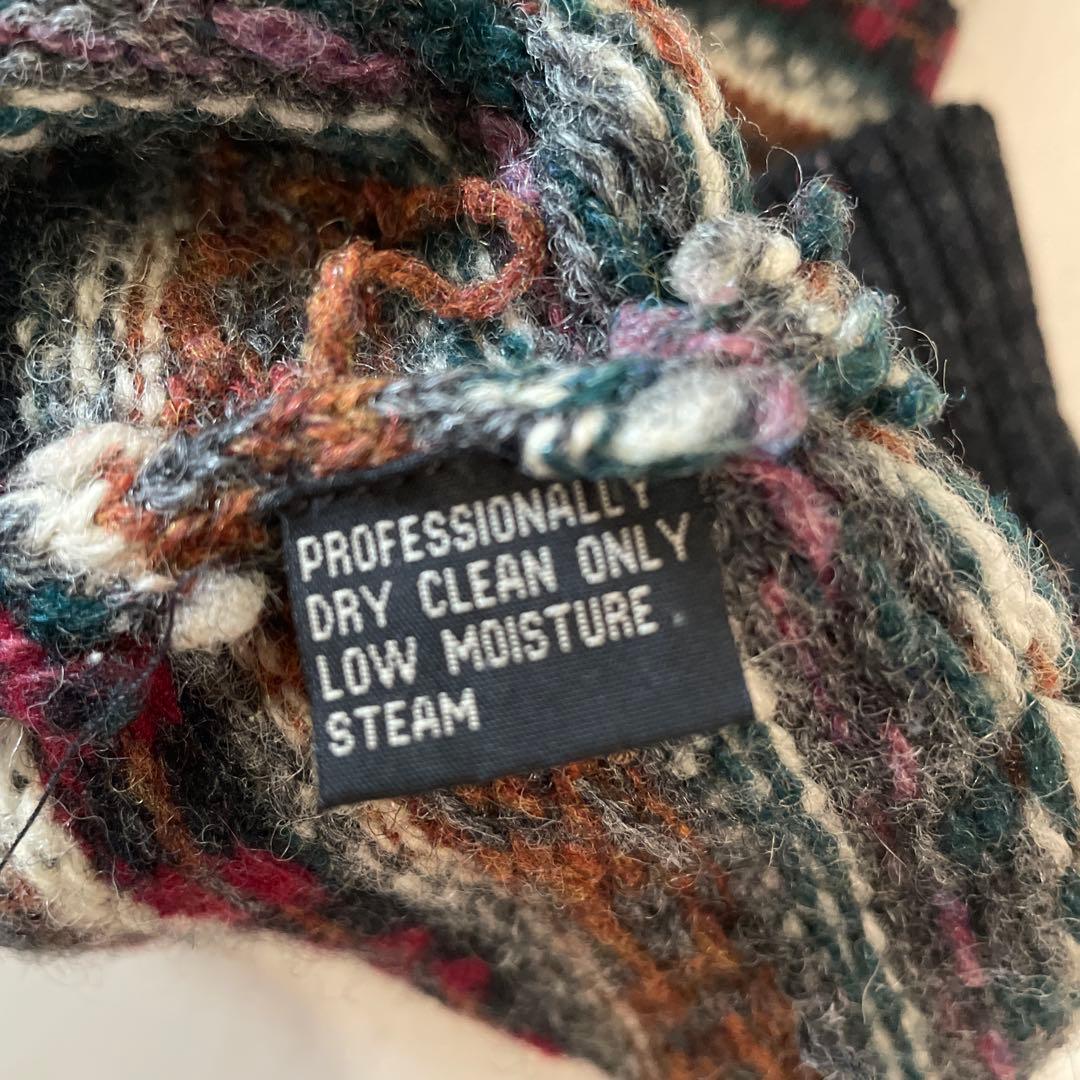 PROFESSIONALLY
DRY CLEAN ONLY
LOW MOISTURE.
STEAM